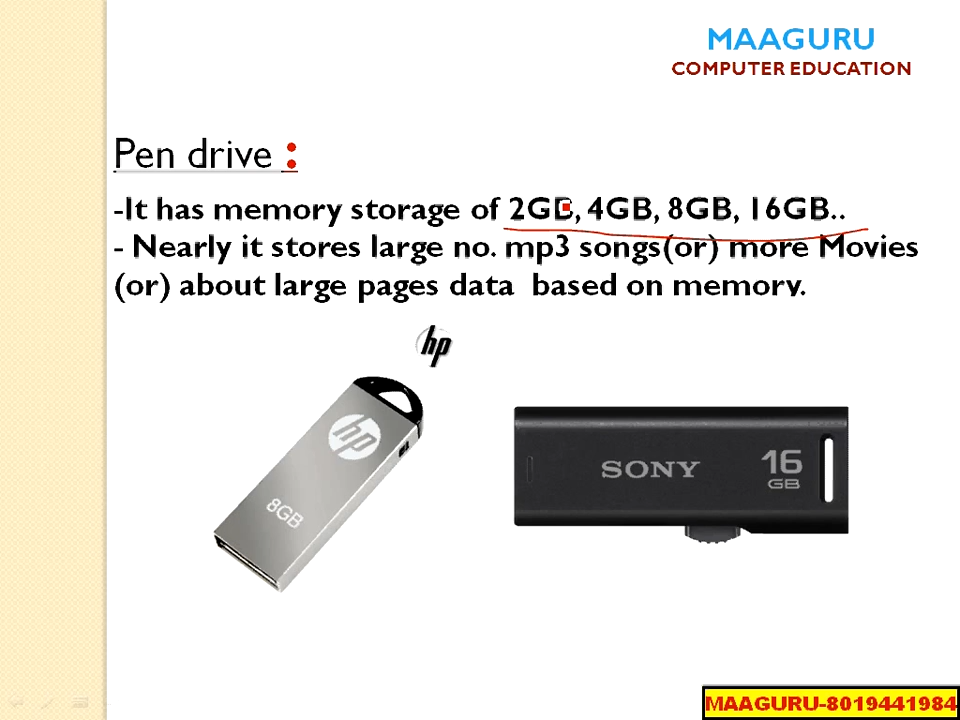 MAAGURU
COMPUTER EDUCATION
Pen drive :
-It has memory storage of 2GB, 4GB, 8GB, 16GB..
- Nearly it stores large no. mp3 songs(or) more Movies
(or) about large pages data based on memory.
hp
hp
8GB
SONY
16
GB
MAAGURU-8019441984